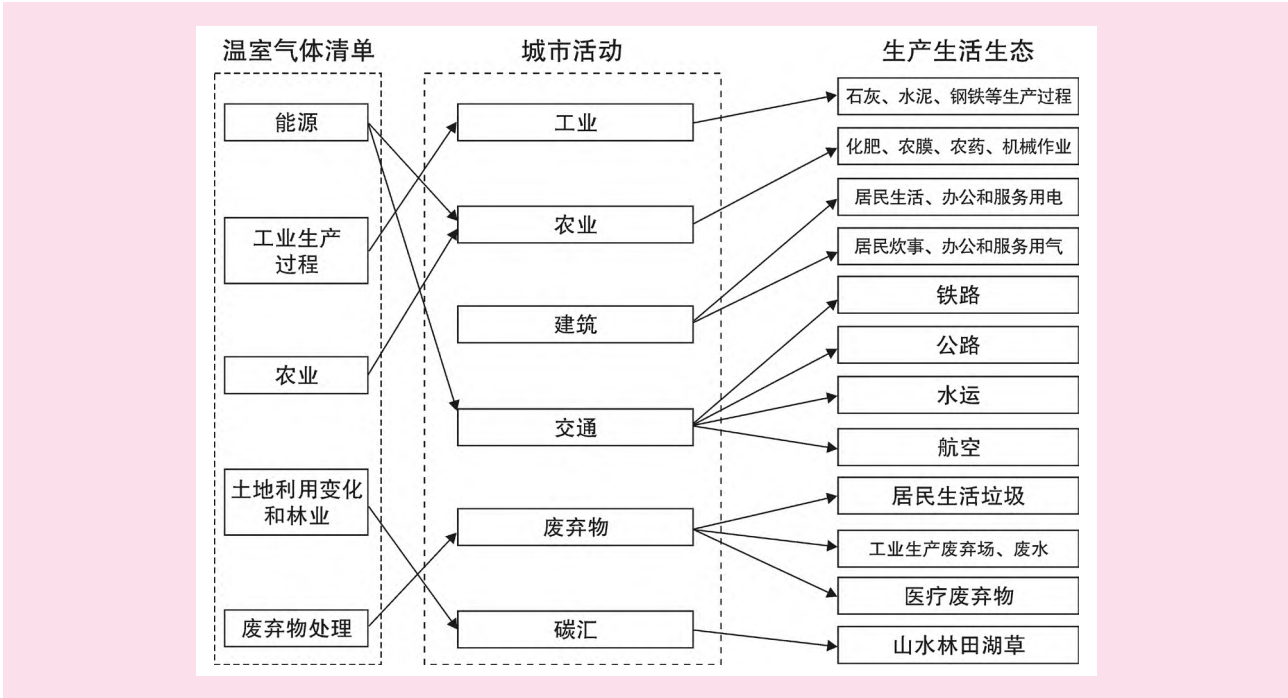 温室气体清单
城市活动
生产生活生态
能源
工业生产
过程
农业
土地利用变化
和林业
废弃物处理
工业
农业
建筑
交通
废弃物
碳汇
石灰、水泥、钢铁等生产过程
化肥、农膜、农药、机械作业
居民生活、办公和服务用电
居民炊事、办公和服务用气
铁路
公路
水运
航空
居民生活垃圾
工业生产废弃场、废水
医疗废弃物
山水林田湖草